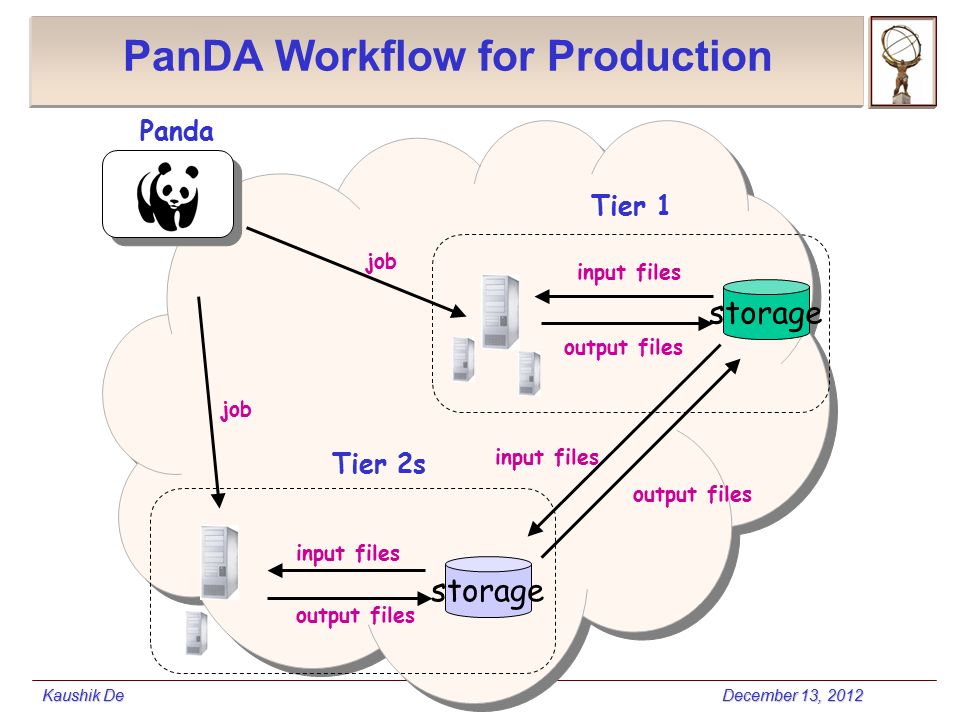 PanDA Workflow for Production
Panda
Tier 1
job
input files
storage
output files
job
Tier 2s
input files
output files
input files
storage
output files
Kaushik De
December 13, 2012